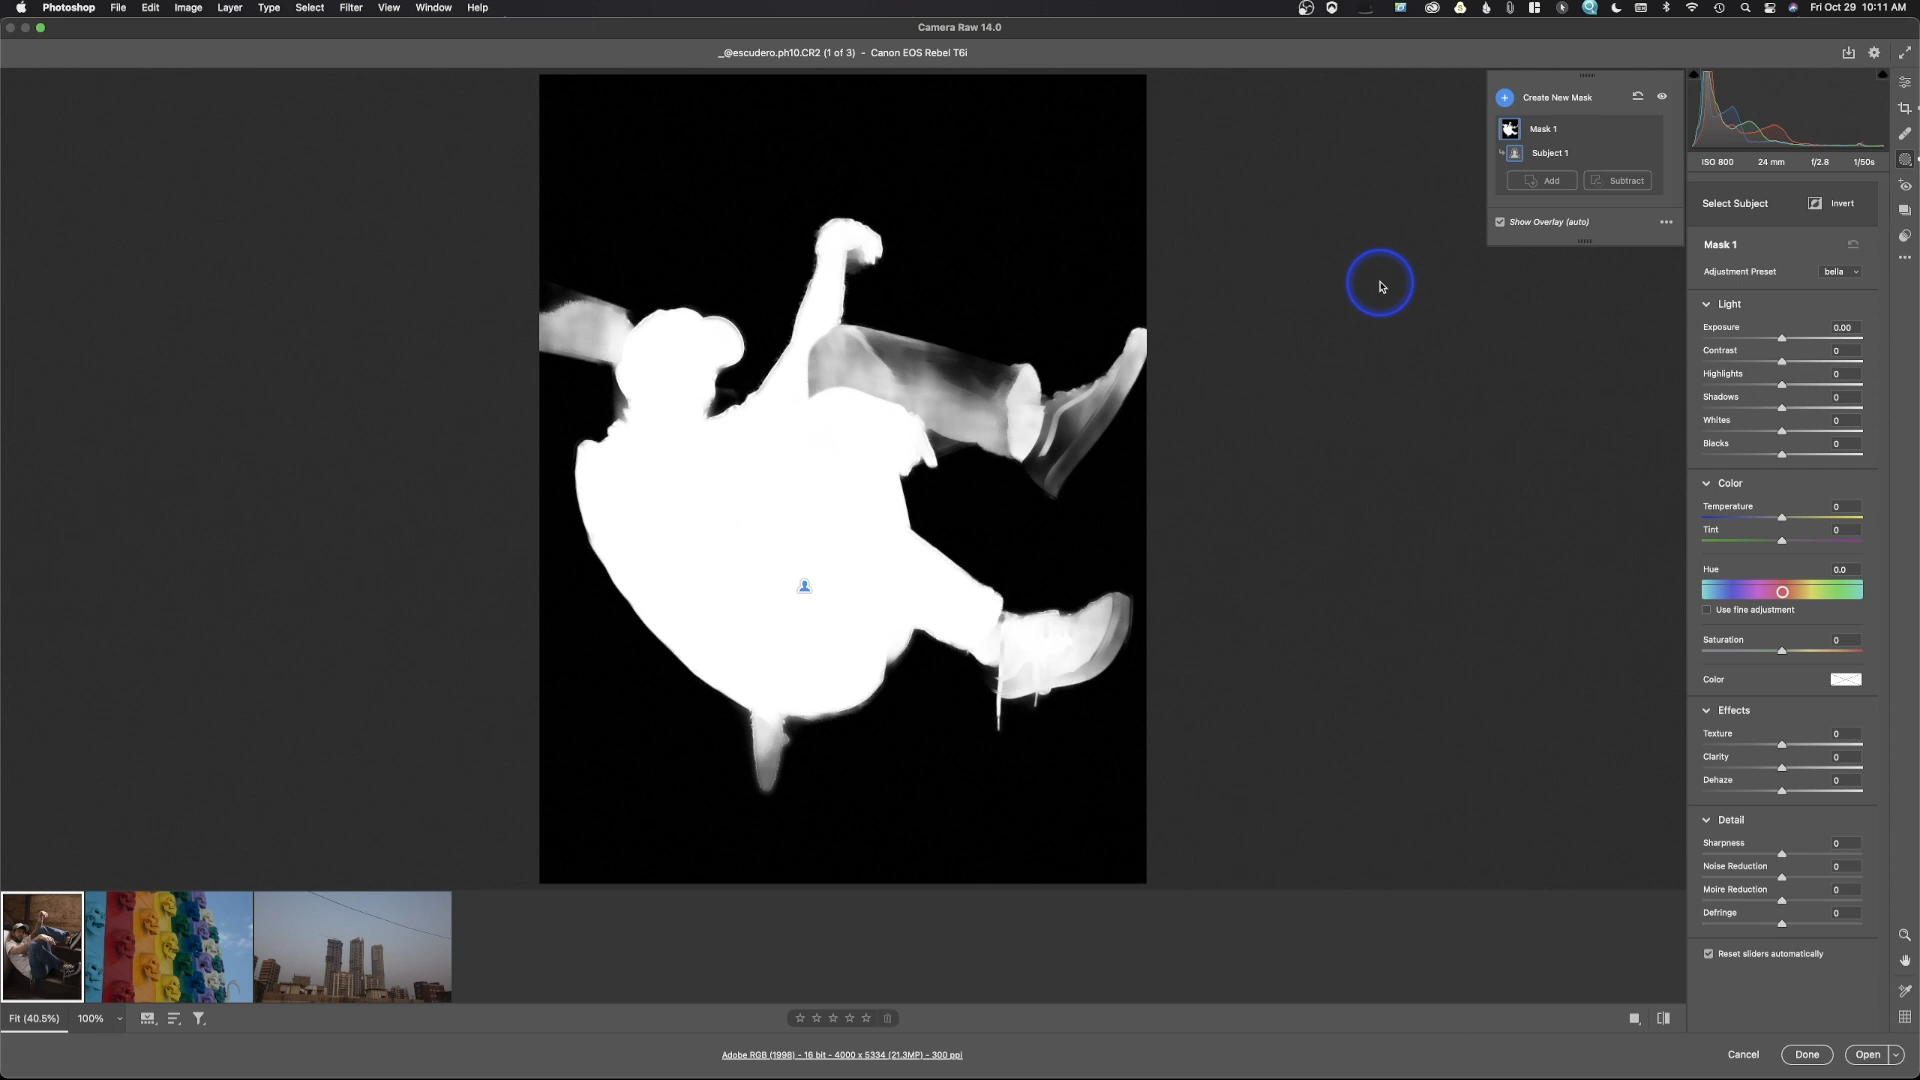 Photoshop File Edit Image Layer Type Select Filter View Window Help Fri Oct 29 10:11 AM
Camera Raw 14.0
_@escudero.ph10.CR2 (1 of 3) - Canon EOS Rebel T6i
Create New Mask
Mask 1
Subject 1
Add Subtract
Show Overlay (auto)
ISO 800 24 mm f/2.8 1/50s
Select Subject Invert
Mask 1
Adjustment Preset bella
Light
Exposure 0.00
Contrast 0
Highlights 0
Shadows 0
Whites 0
Blacks 0
Color
Temperature 0
Tint 0
Hue 0.0
Use fine adjustment
Saturation 0
Color
Effects
Texture 0
Clarity 0
Dehaze 0
Detail
Sharpness 0
Noise Reduction 0
Moire Reduction 0
Defringe 0
Reset sliders automatically
Fit (40.5%) 100%
Adobe RGB (1998) - 16 bit - 4000 x 5334 (21.3MP) - 300 ppi
Cancel Done Open